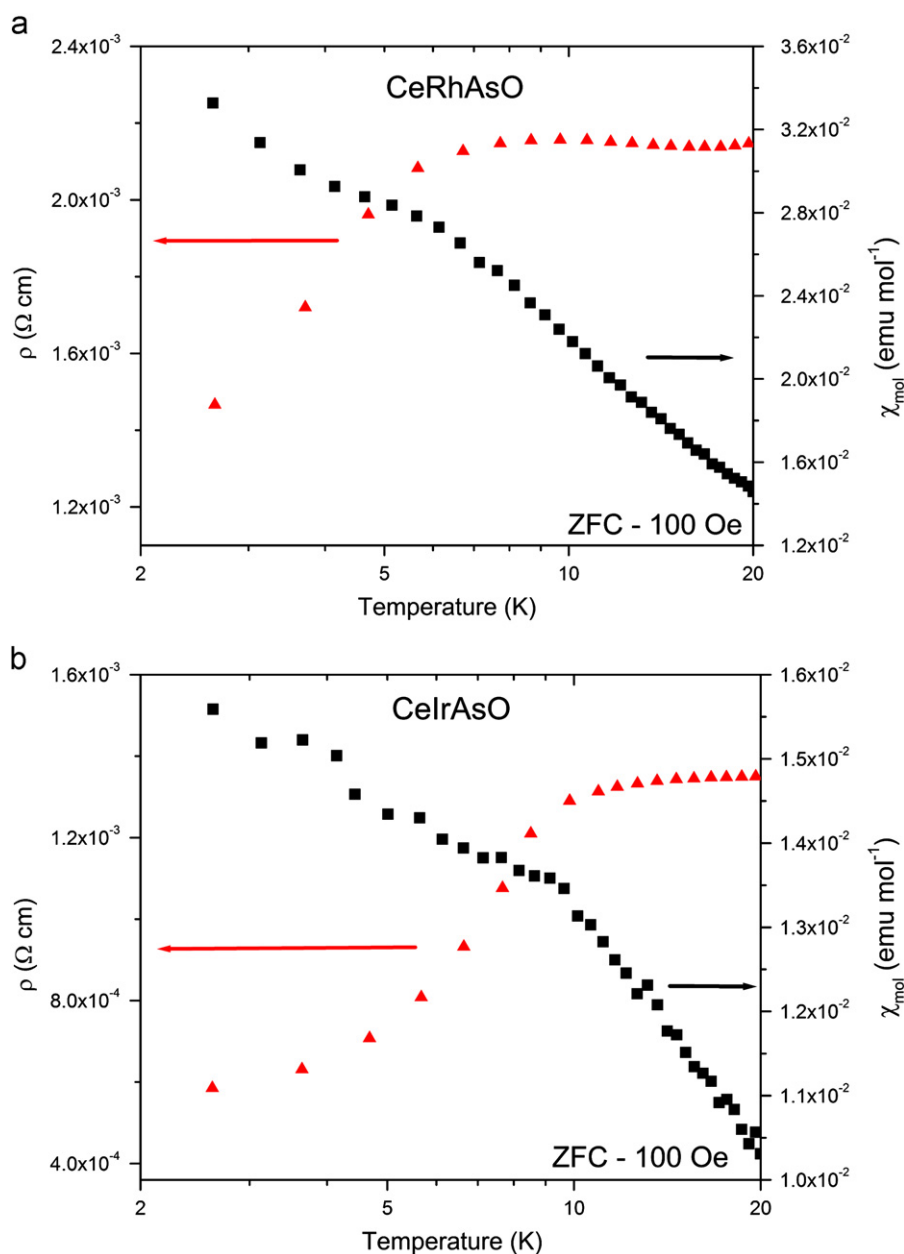 a
CeRhAsO
2.4x10⁻³
2.0x10⁻³
1.6x10⁻³
1.2x10⁻³
ρ (Ω cm)
3.6x10⁻²
3.2x10⁻²
2.8x10⁻²
2.4x10⁻²
2.0x10⁻²
1.6x10⁻²
1.2x10⁻²
χmol (emu mol⁻¹)
ZFC - 100 Oe
2 5 10 20
Temperature (K)
b
CeIrAsO
1.6x10⁻³
1.2x10⁻³
8.0x10⁻⁴
4.0x10⁻⁴
ρ (Ω cm)
1.6x10⁻²
1.5x10⁻²
1.4x10⁻²
1.3x10⁻²
1.2x10⁻²
1.1x10⁻²
1.0x10⁻²
χmol (emu mol⁻¹)
ZFC - 100 Oe
2 5 10 20
Temperature (K)